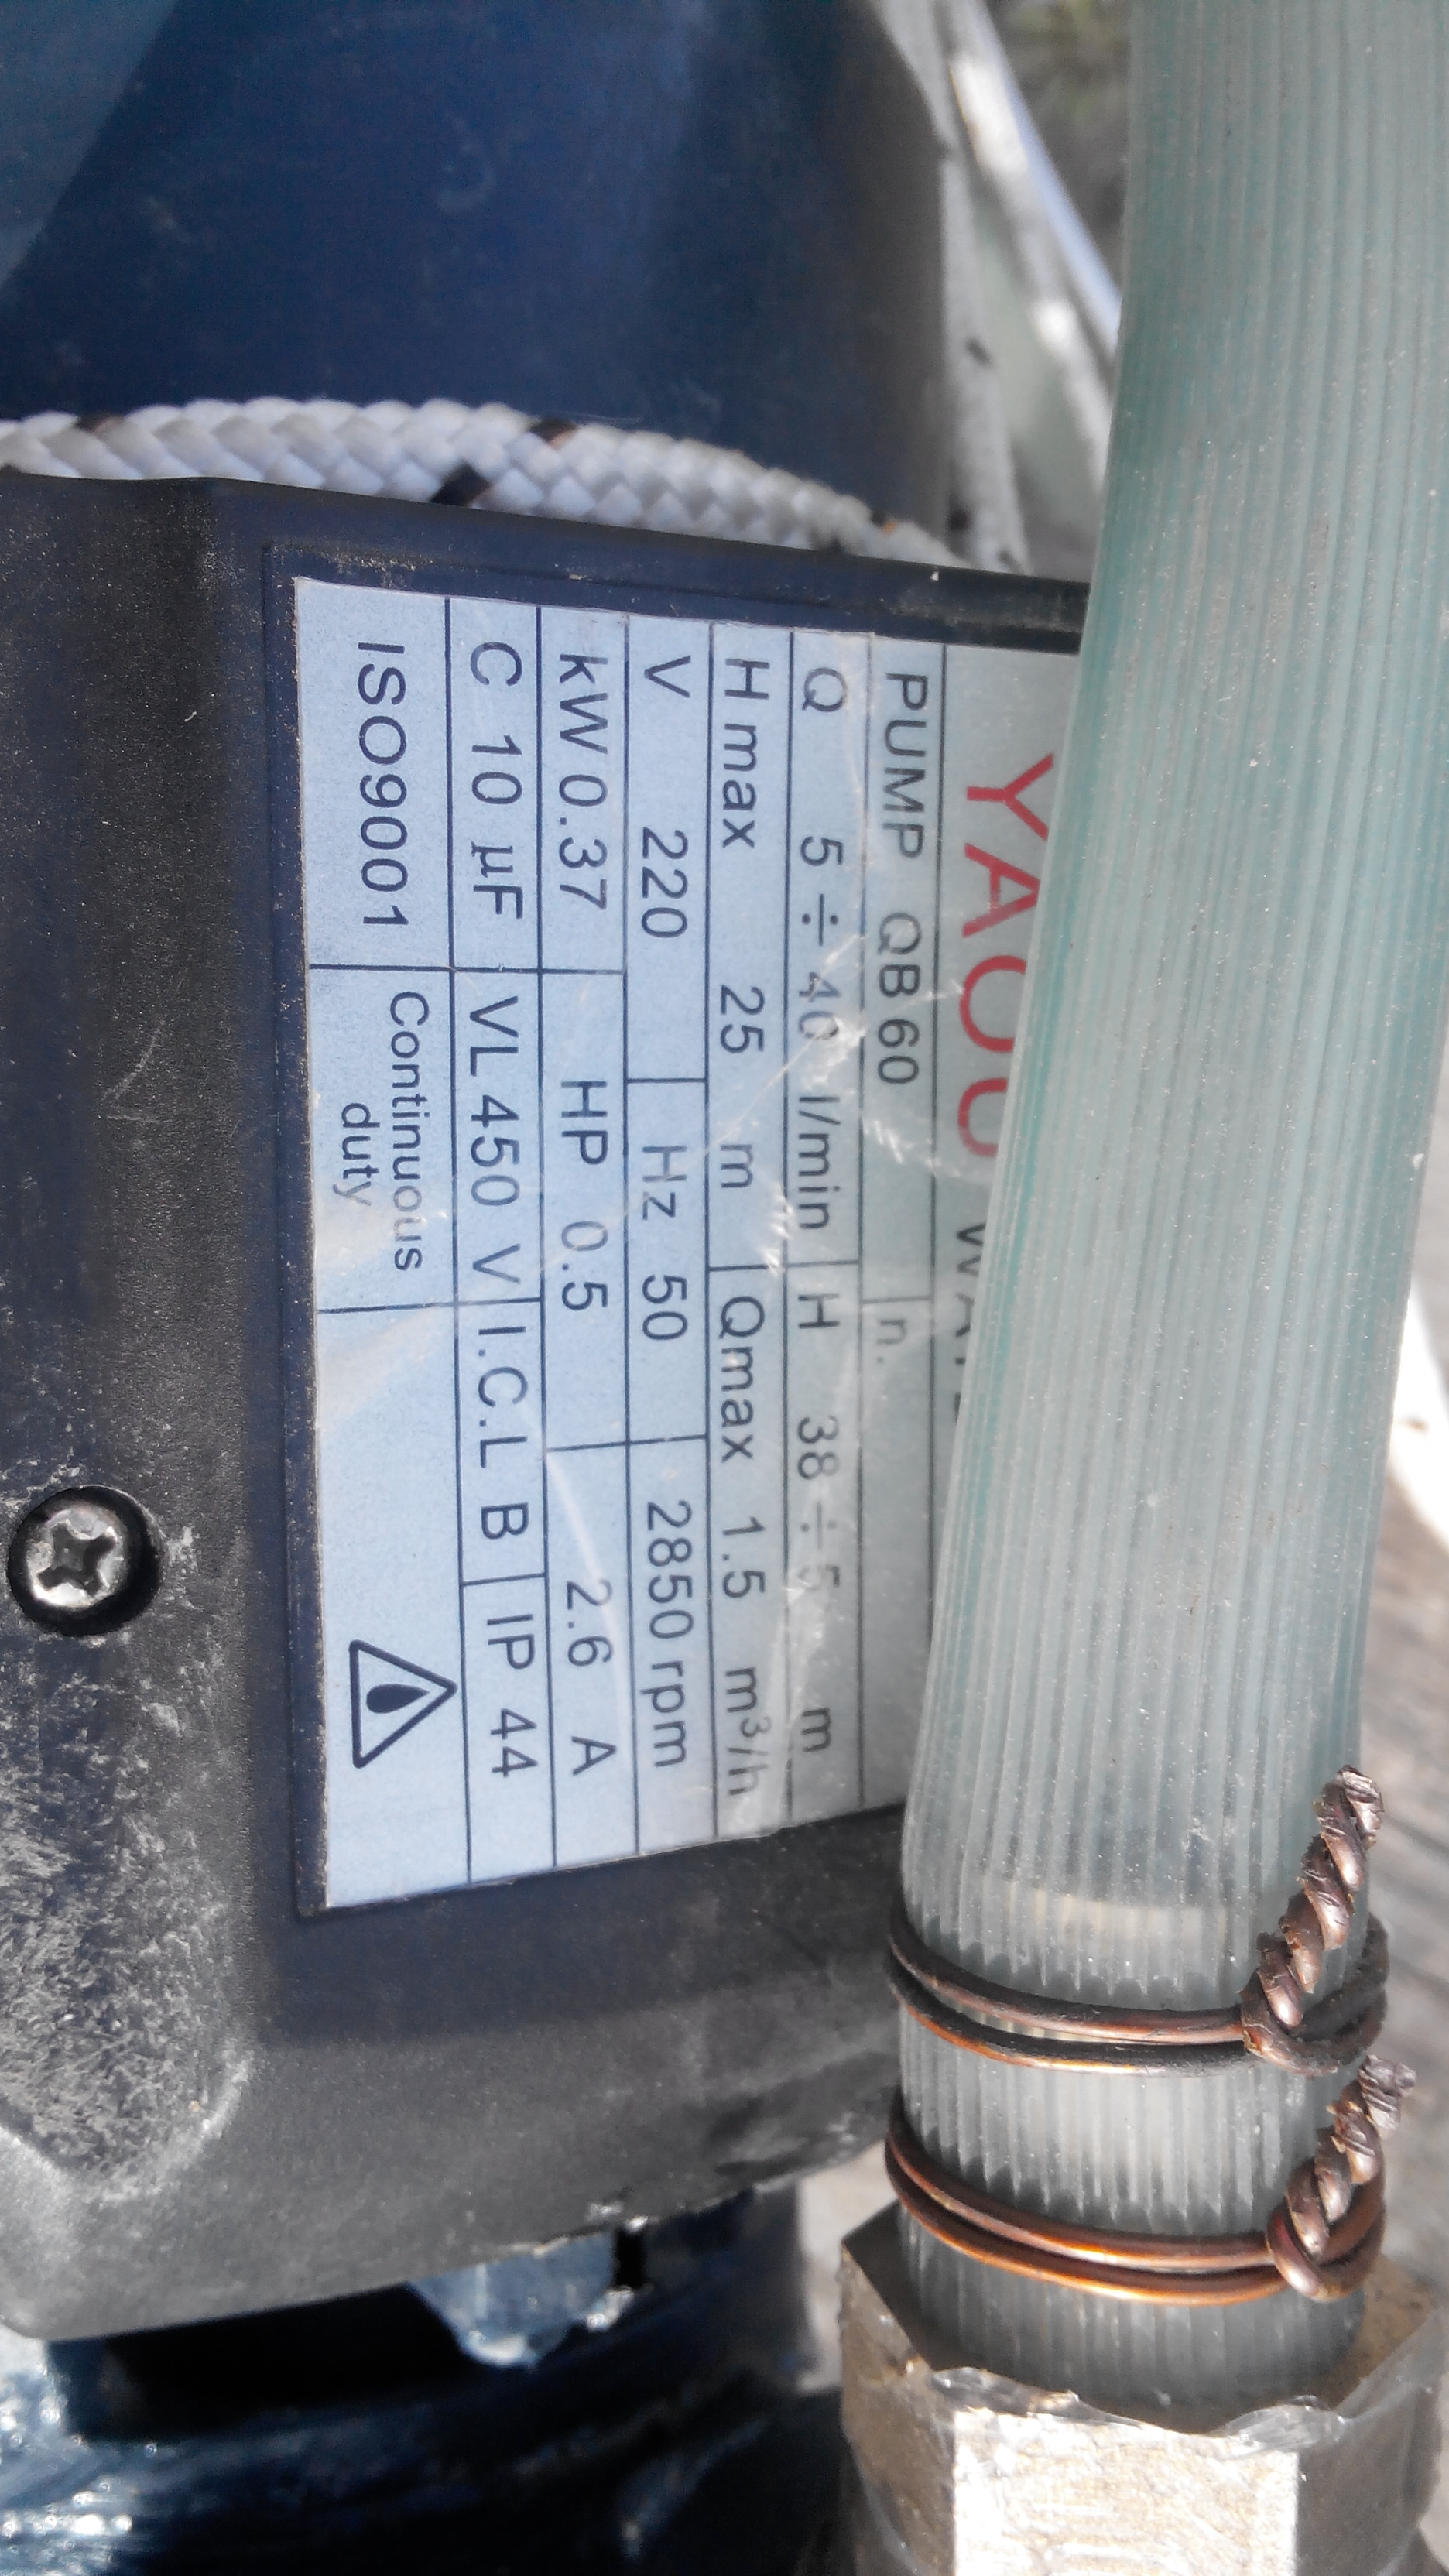 YAOU
PUMP QB60 n.
Q 5÷40 l/min H 38÷5 m
H max 25 m Qmax 1.5 m³/h
V 220 Hz 50 2850 rpm
kW 0.37 HP 0.5 2.6 A
C 10 µF VL 450 V I.C.L B IP 44
ISO9001 Continuous
duty